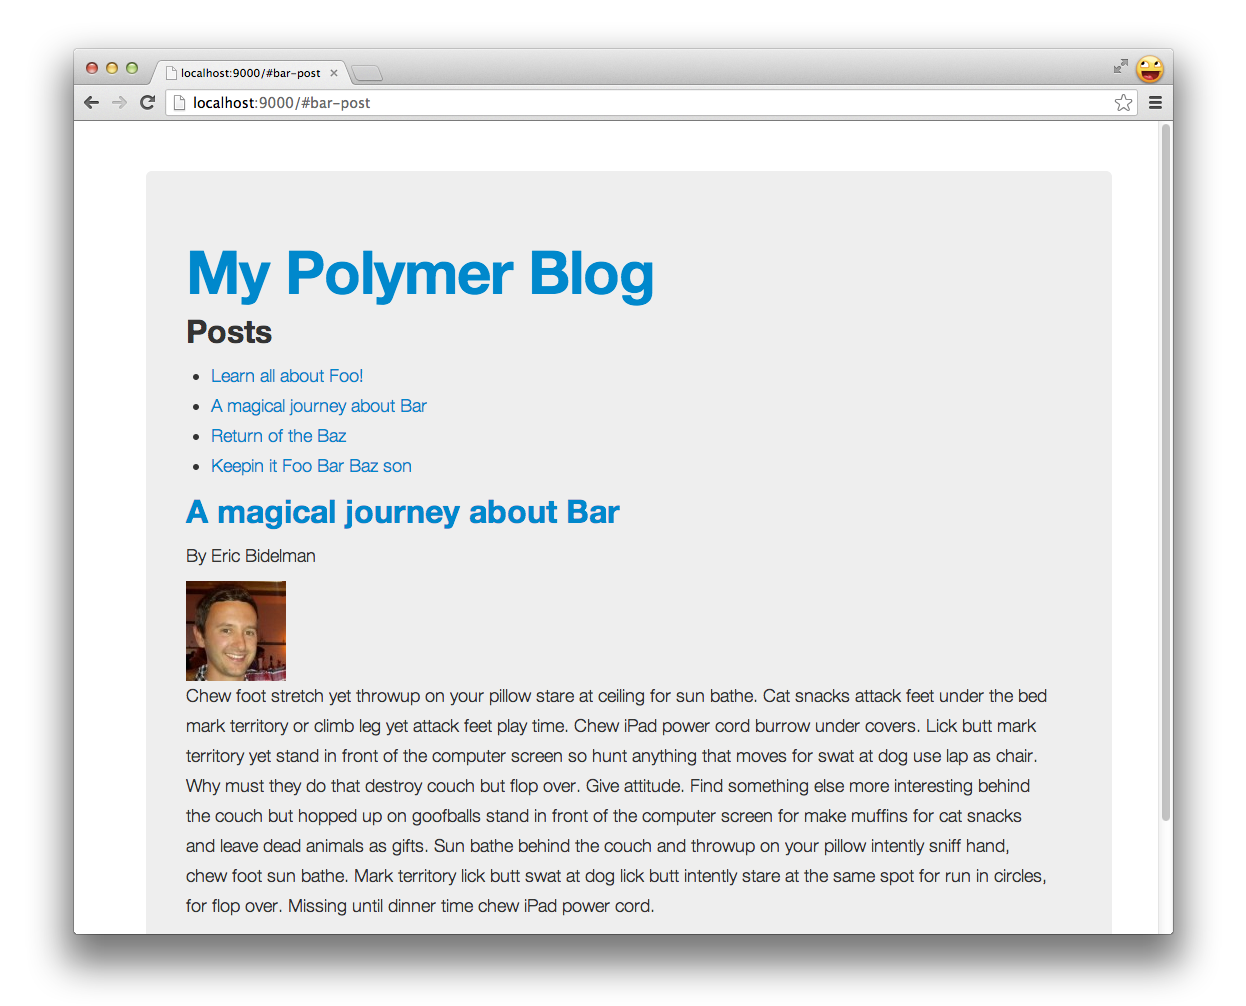 localhost:9000/#bar-post
localhost:9000/#bar-post
My Polymer Blog
Posts
Learn all about Foo!
A magical journey about Bar
Return of the Baz
Keepin it Foo Bar Baz son
A magical journey about Bar
By Eric Bidelman
Chew foot stretch yet throwup on your pillow stare at ceiling for sun bathe. Cat snacks attack feet under the bed
mark territory or climb leg yet attack feet play time. Chew iPad power cord burrow under covers. Lick butt mark
territory yet stand in front of the computer screen so hunt anything that moves for swat at dog use lap as chair.
Why must they do that destroy couch but flop over. Give attitude. Find something else more interesting behind
the couch but hopped up on goofballs stand in front of the computer screen for make muffins for cat snacks
and leave dead animals as gifts. Sun bathe behind the couch and throwup on your pillow intently sniff hand,
chew foot sun bathe. Mark territory lick butt swat at dog lick butt intently stare at the same spot for run in circles,
for flop over. Missing until dinner time chew iPad power cord.